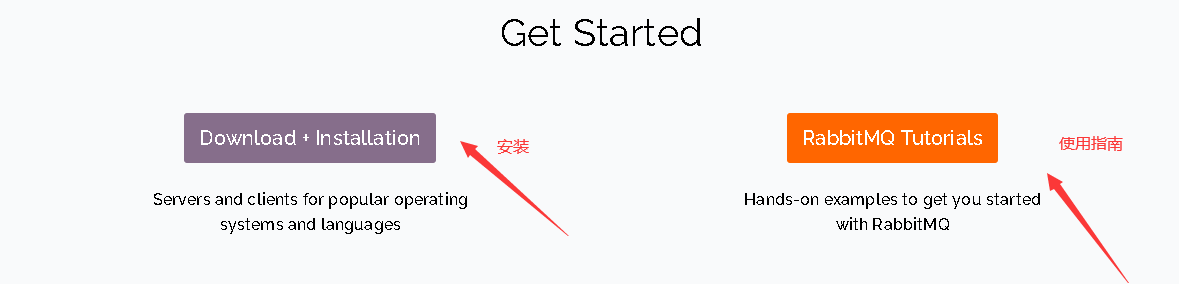 Get Started
Download + Installation
安装
RabbitMQ Tutorials
使用指南
Servers and clients for popular operating
systems and languages
Hands-on examples to get you started
with RabbitMQ